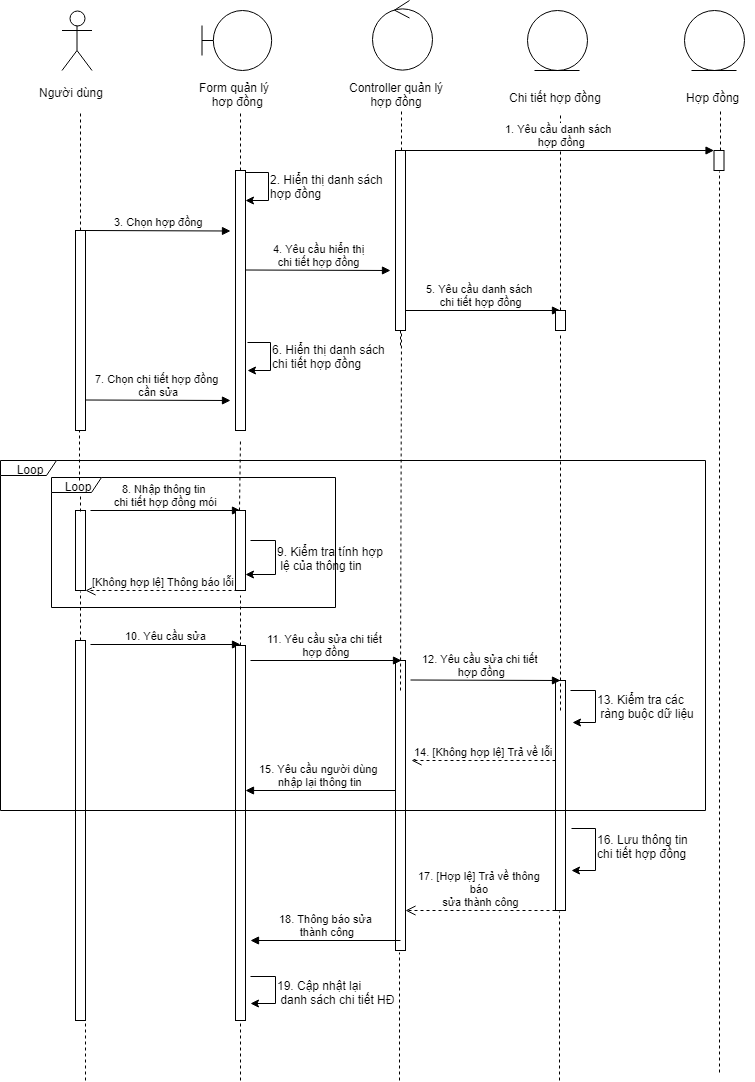 Người dùng
Form quản lý
hợp đồng
Controller quản lý
hợp đồng
Chi tiết hợp đồng
Hợp đồng
1. Yêu cầu danh sách
hợp đồng
2. Hiển thị danh sách
hợp đồng
3. Chọn hợp đồng
4. Yêu cầu hiển thị
chi tiết hợp đồng
5. Yêu cầu danh sách
chi tiết hợp đồng
6. Hiển thị danh sách
chi tiết hợp đồng
7. Chọn chi tiết hợp đồng
cần sửa
Loop
Loop
8. Nhập thông tin
chi tiết hợp đồng mói
9. Kiểm tra tính hợp
lệ của thông tin
[Không hợp lệ] Thông báo lỗi
10. Yêu cầu sửa
11. Yêu cầu sửa chi tiết
hợp đồng
12. Yêu cầu sửa chi tiết
hợp đồng
13. Kiểm tra các
ràng buộc dữ liệu
14. [Không hợp lệ] Trả về lỗi
15. Yêu cầu người dùng
nhập lại thông tin
16. Lưu thông tin
chi tiết hợp đồng
17. [Hợp lệ] Trả về thông
báo
sửa thành công
18. Thông báo sửa
thành công
19. Cập nhật lại
danh sách chi tiết HĐ